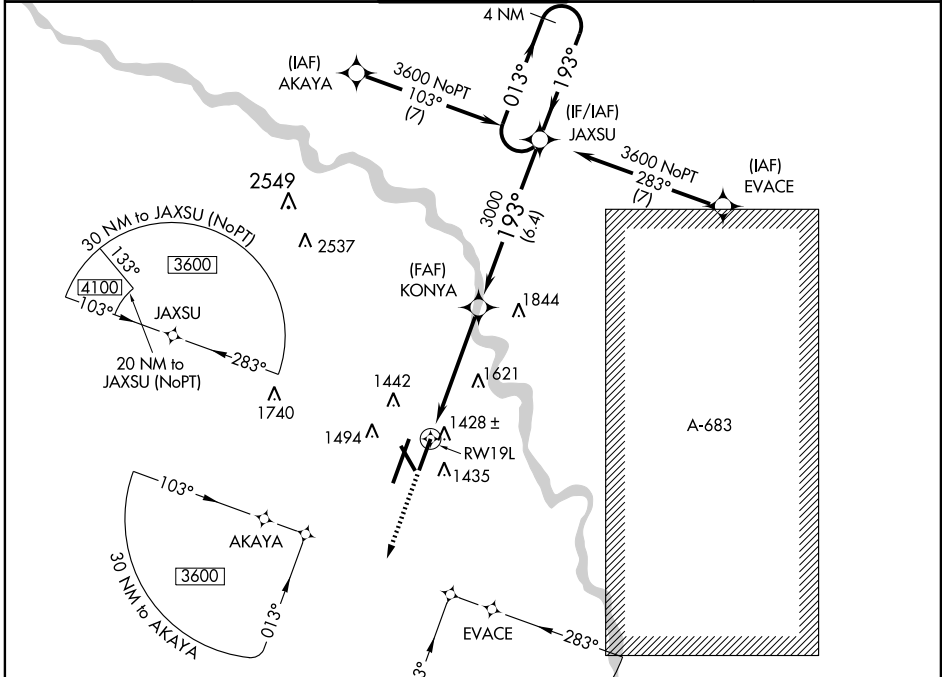 4 NM
013°
193°
(IAF)
AKAYA
3600 NoPT
103°
(7)
(IF/IAF)
JAXSU
3600 NoPT
283°
(7)
(IAF)
EVACE
3000
193°
(6.4)
2549
2537
30 NM to JAXSU (NoPT)
133°
3600
4100
103°
JAXSU
283°
20 NM to
JAXSU (NoPT)
(FAF)
KONYA
1844
1621
1442
1740
1494
1428 ±
RW19L
1435
A-683
103°
AKAYA
3600
013°
30 NM to AKAYA
EVACE
283°
3°